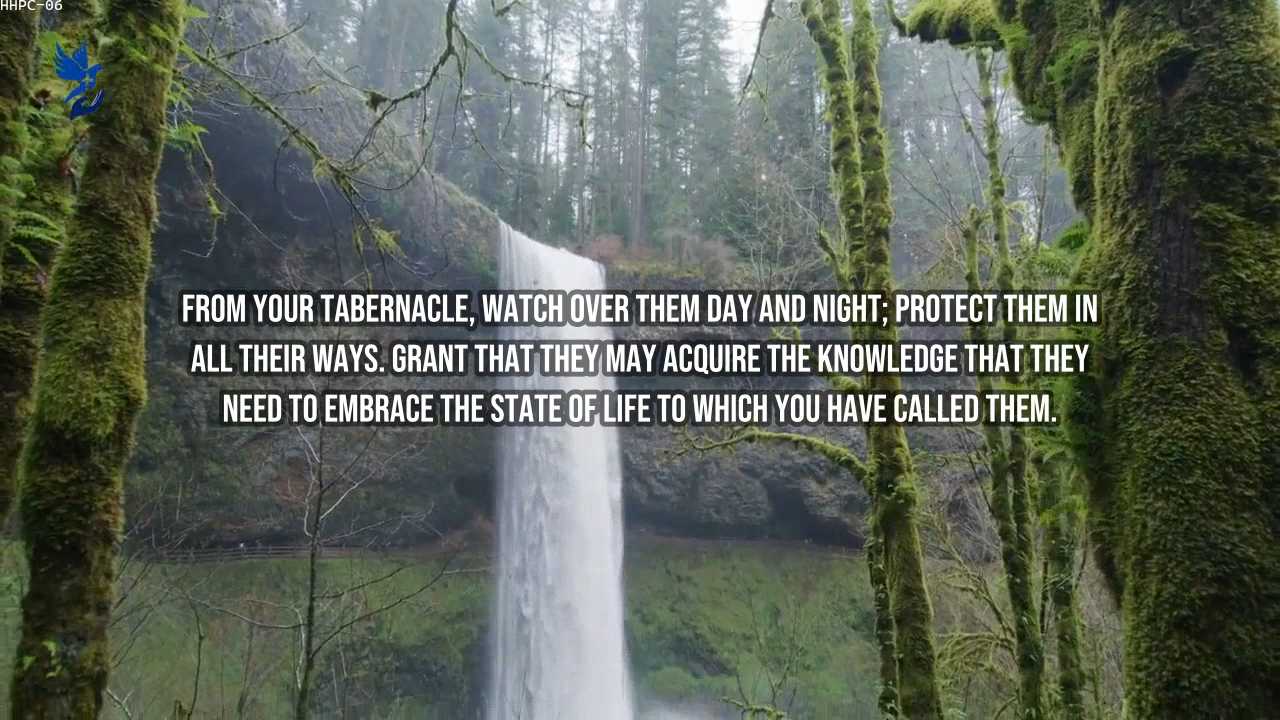 HHPC-06
FROM YOUR TABERNACLE, WATCH OVER THEM DAY AND NIGHT; PROTECT THEM IN
ALL THEIR WAYS. GRANT THAT THEY MAY ACQUIRE THE KNOWLEDGE THAT THEY
NEED TO EMBRACE THE STATE OF LIFE TO WHICH YOU HAVE CALLED THEM.